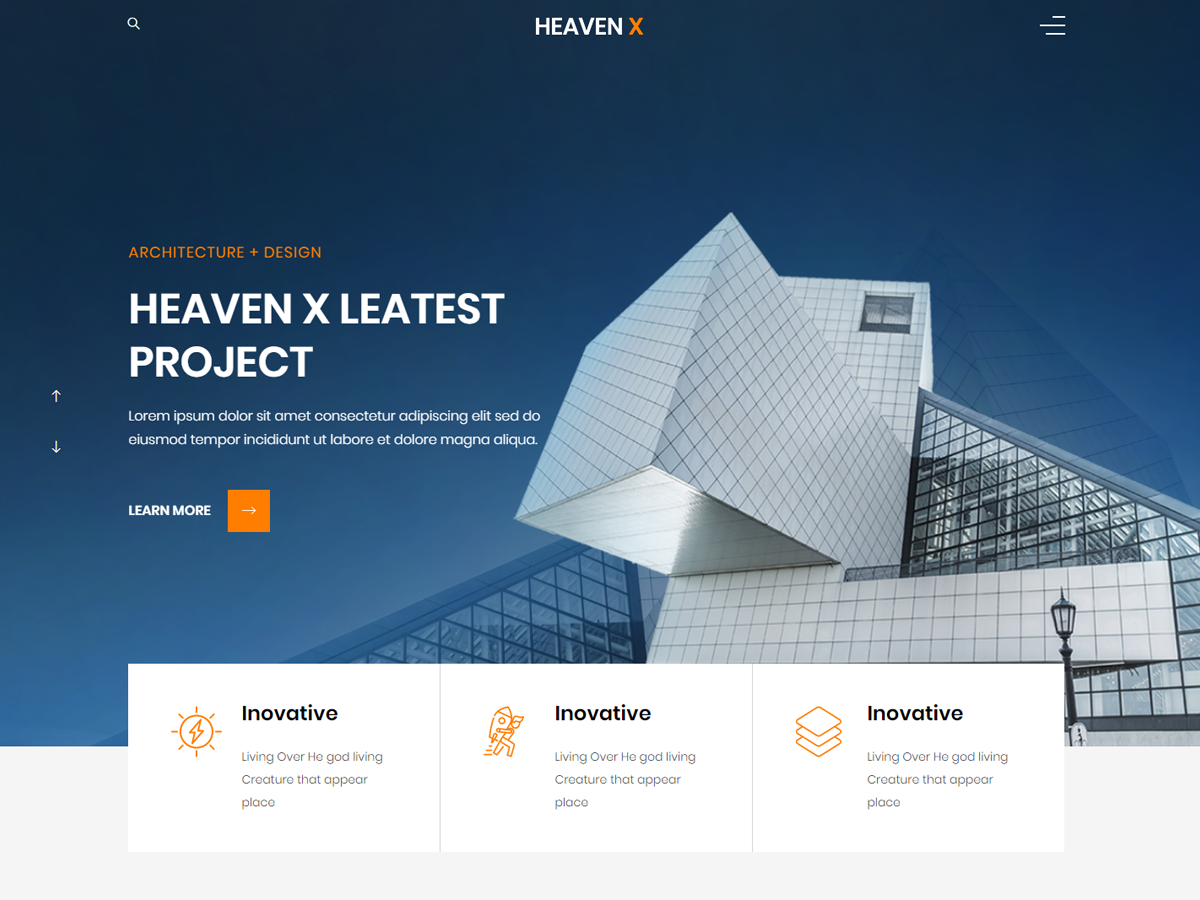 HEAVEN X
ARCHITECTURE + DESIGN
HEAVEN X LEATEST
PROJECT
Lorem ipsum dolor sit amet consectetur adipiscing elit sed do
eiusmod tempor incididunt ut labore et dolore magna aliqua.
LEARN MORE
Inovative
Living Over He god living
Creature that appear
place
Inovative
Living Over He god living
Creature that appear
place
Inovative
Living Over He god living
Creature that appear
place